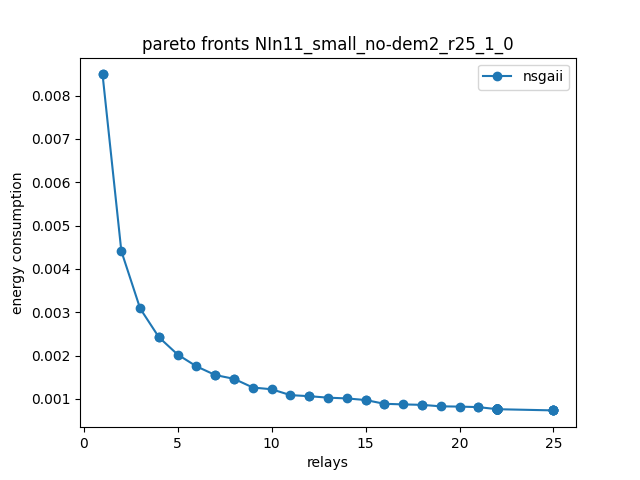 pareto fronts NIn11_small_no-dem2_r25_1_0
nsgaii
0.008
0.007
0.006
0.005
0.004
0.003
0.002
0.001
energy consumption
0 5 10 15 20 25
relays